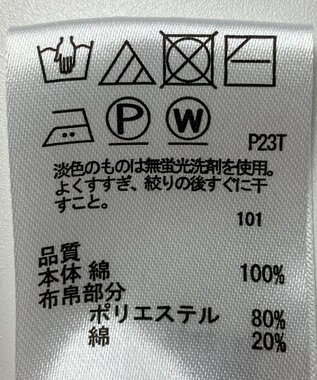 P
W
P23T
淡色のものは無蛍光洗剤を使用。
よくすすぎ、絞りの後すぐに干
すこと。
101
品質
本体 綿 100%
布帛部分
ポリエステル 80%
綿 20%